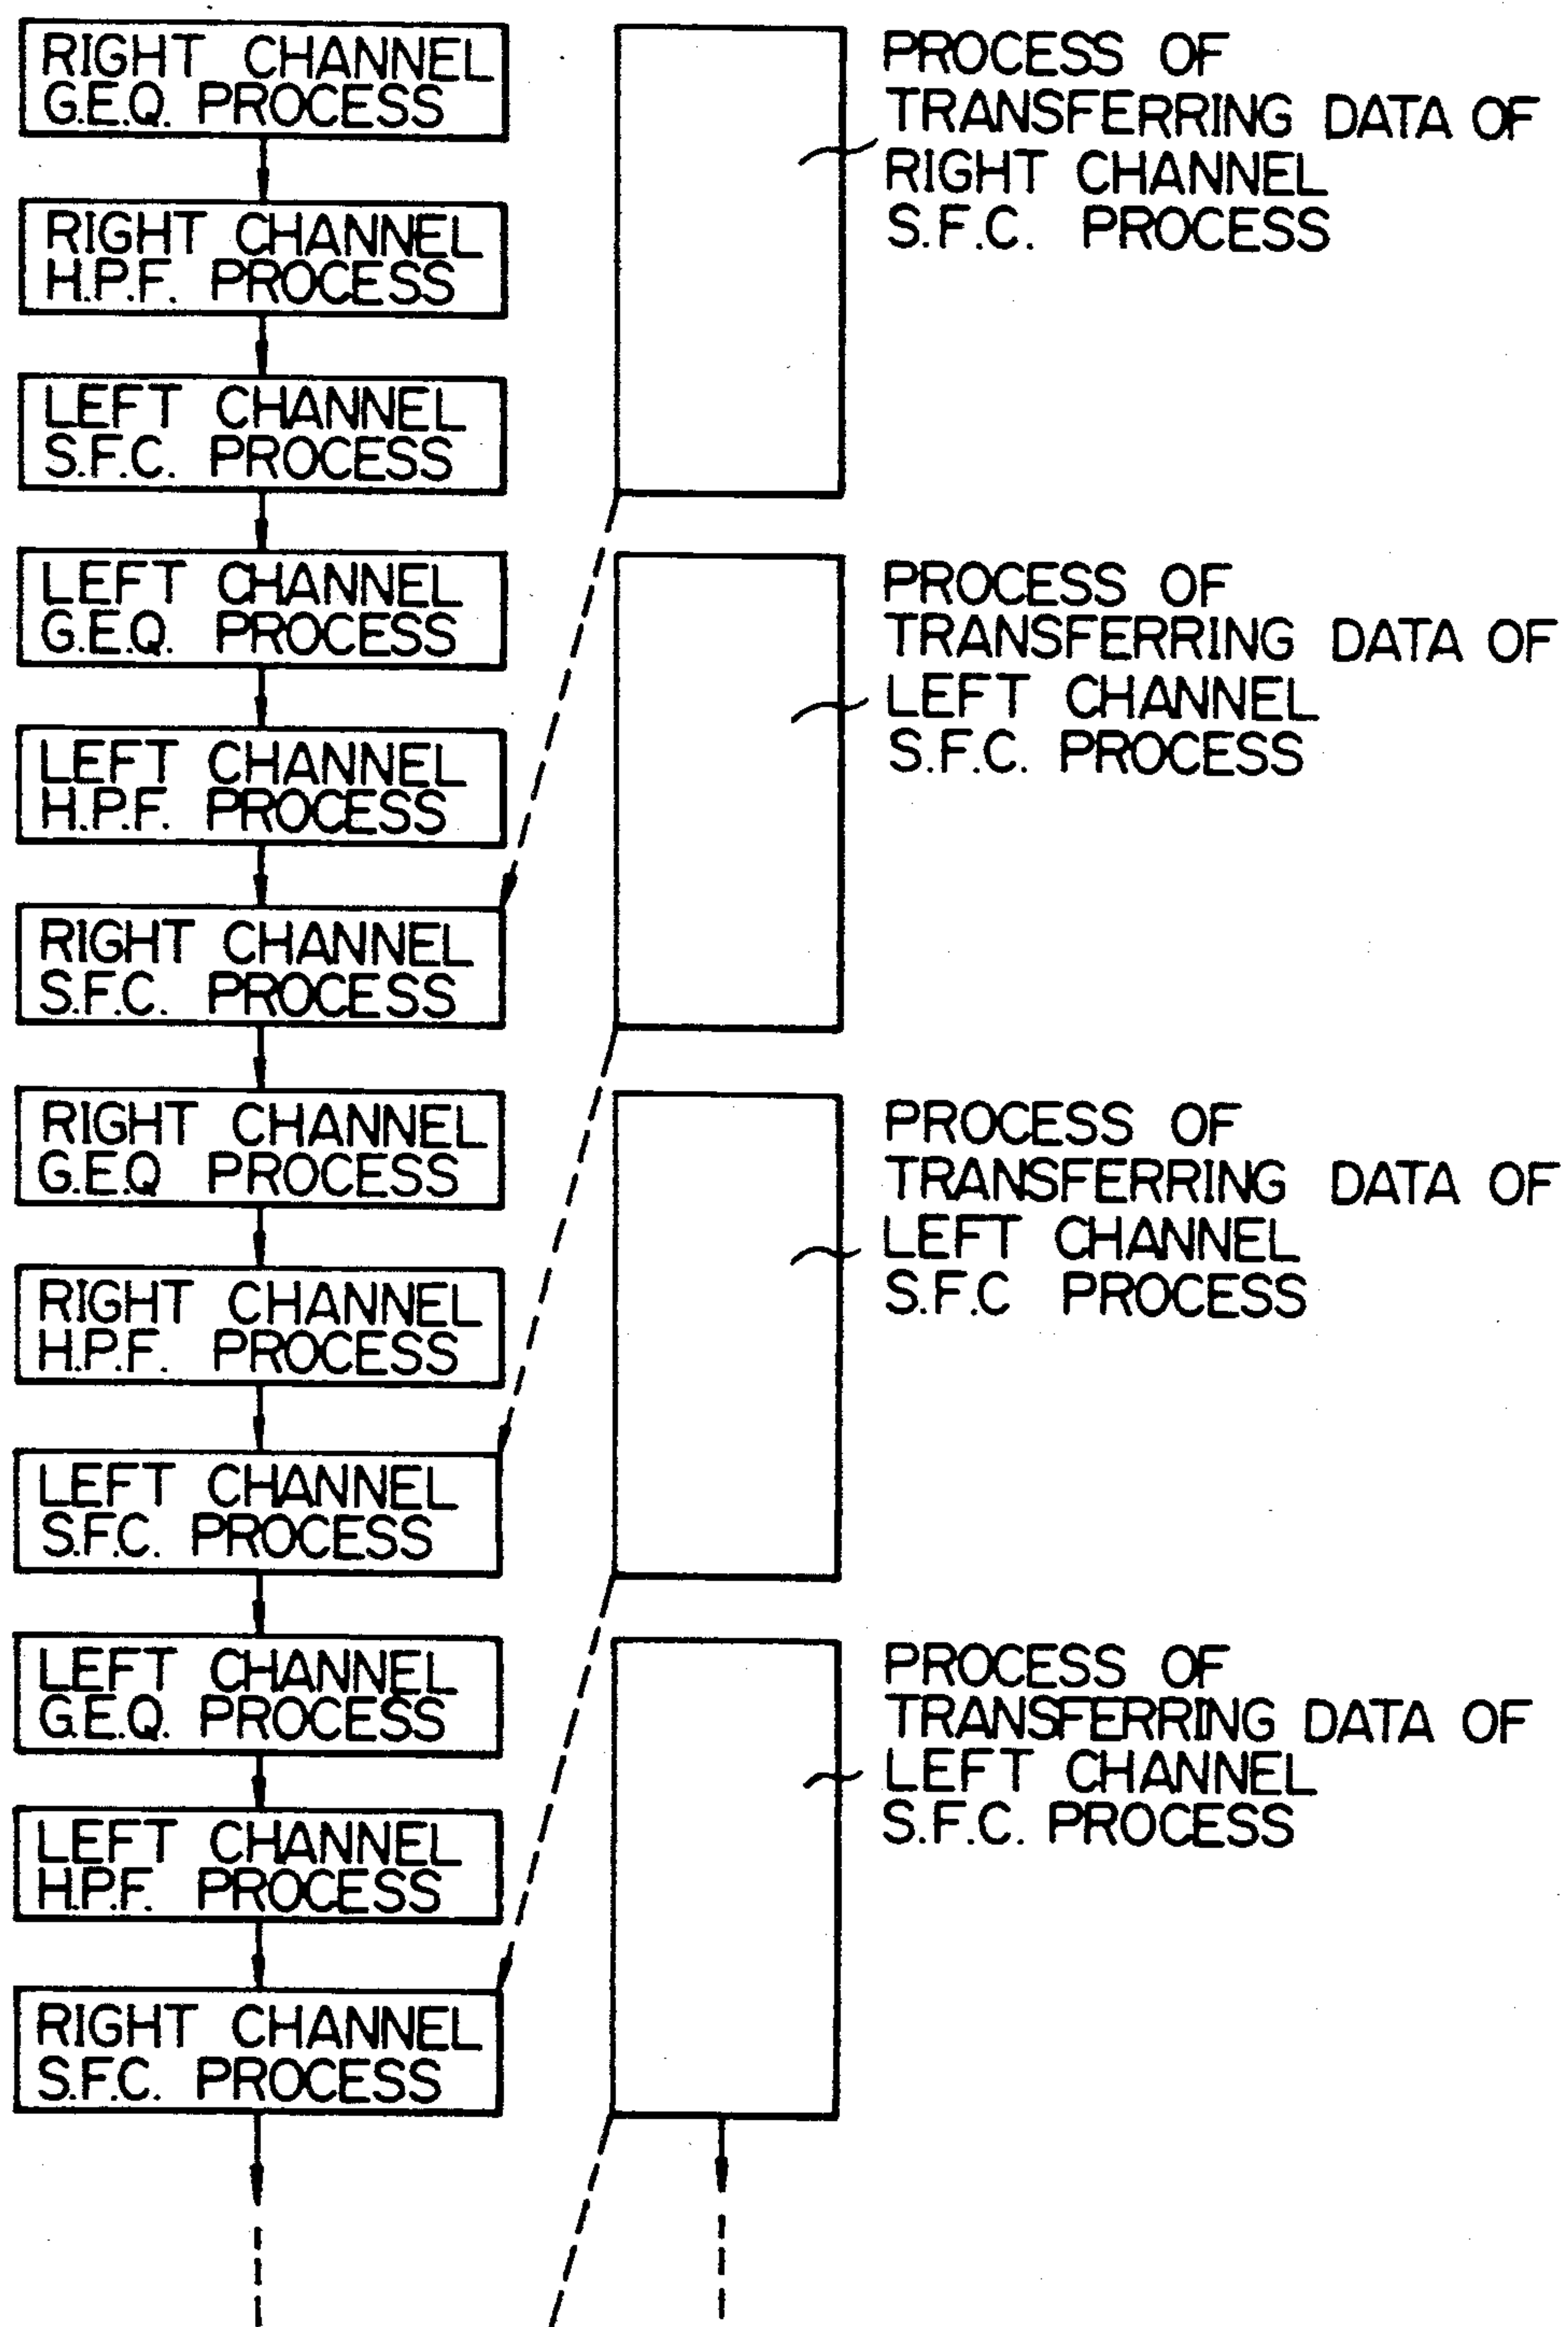 RIGHT CHANNEL
G.E.Q. PROCESS
RIGHT CHANNEL
H.P.F. PROCESS
LEFT CHANNEL
S.F.C. PROCESS
LEFT CHANNEL
G.E.Q. PROCESS
LEFT CHANNEL
H.P.F. PROCESS
RIGHT CHANNEL
S.F.C. PROCESS
RIGHT CHANNEL
G.E.Q PROCESS
RIGHT CHANNEL
H.P.F. PROCESS
LEFT CHANNEL
S.F.C. PROCESS
LEFT CHANNEL
G.E.Q. PROCESS
LEFT CHANNEL
H.P.F. PROCESS
RIGHT CHANNEL
S.F.C. PROCESS
PROCESS OF
TRANSFERRING DATA OF
RIGHT CHANNEL
S.F.C. PROCESS
PROCESS OF
TRANSFERRING DATA OF
LEFT CHANNEL
S.F.C. PROCESS
PROCESS OF
TRANSFERRING DATA OF
LEFT CHANNEL
S.F.C PROCESS
PROCESS OF
TRANSFERRING DATA OF
LEFT CHANNEL
S.F.C. PROCESS